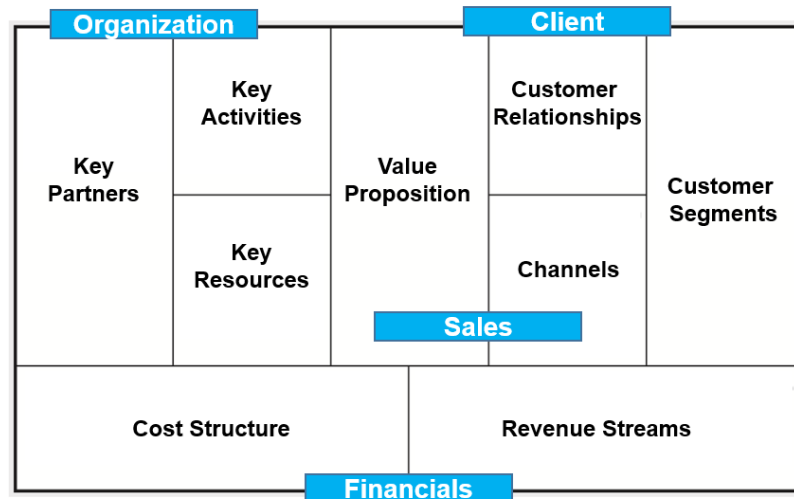 Organization
Client
Key
Activities
Customer
Relationships
Key
Partners
Value
Proposition
Customer
Segments
Key
Resources
Channels
Sales
Cost Structure
Revenue Streams
Financials